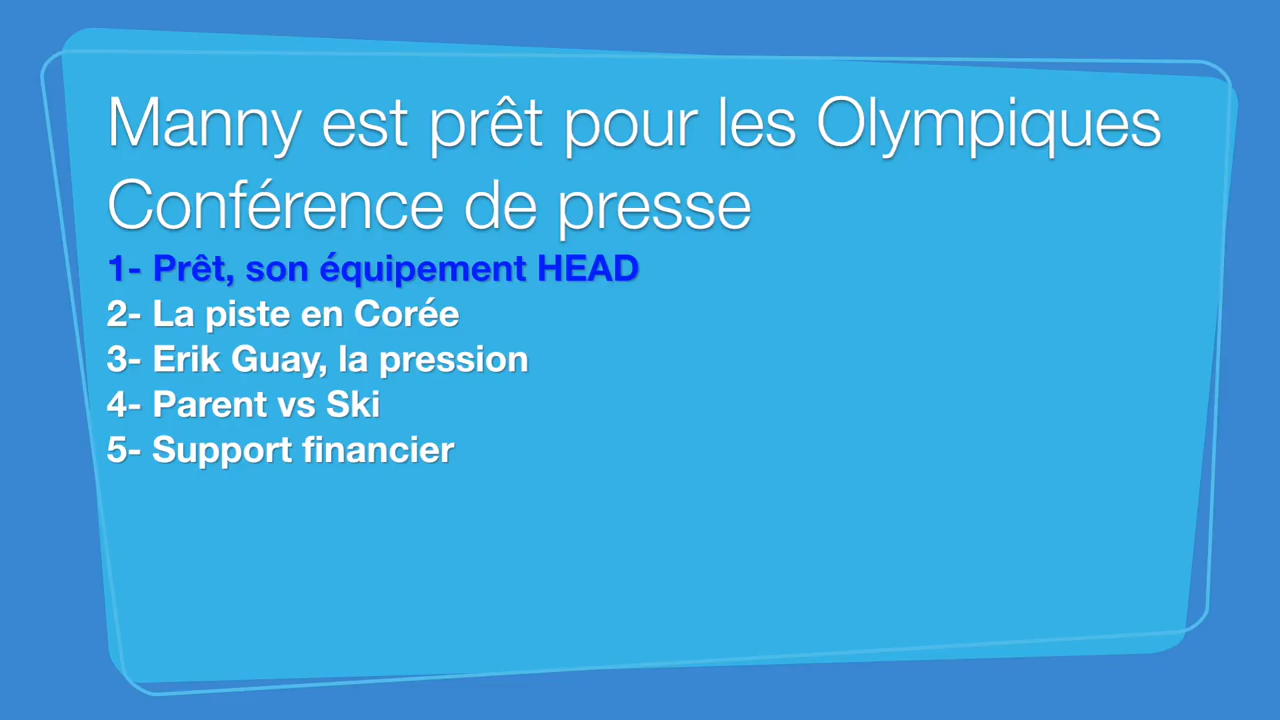 Manny est prêt pour les Olympiques
Conférence de presse
1- Prêt, son équipement HEAD
2- La piste en Corée
3- Erik Guay, la pression
4- Parent vs Ski
5- Support financier